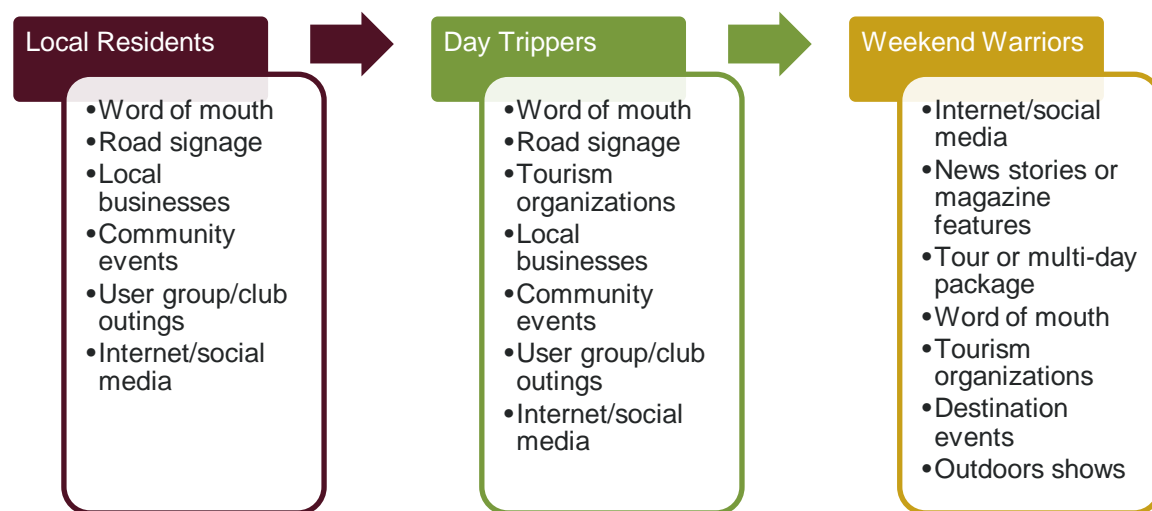 Local Residents
•Word of mouth
•Road signage
•Local
businesses
•Community
events
•User group/club
outings
•Internet/social
media
Day Trippers
•Word of mouth
•Road signage
•Tourism
organizations
•Local
businesses
•Community
events
•User group/club
outings
•Internet/social
media
Weekend Warriors
•Internet/social
media
•News stories or
magazine
features
•Tour or multi-day
package
•Word of mouth
•Tourism
organizations
•Destination
events
•Outdoors shows